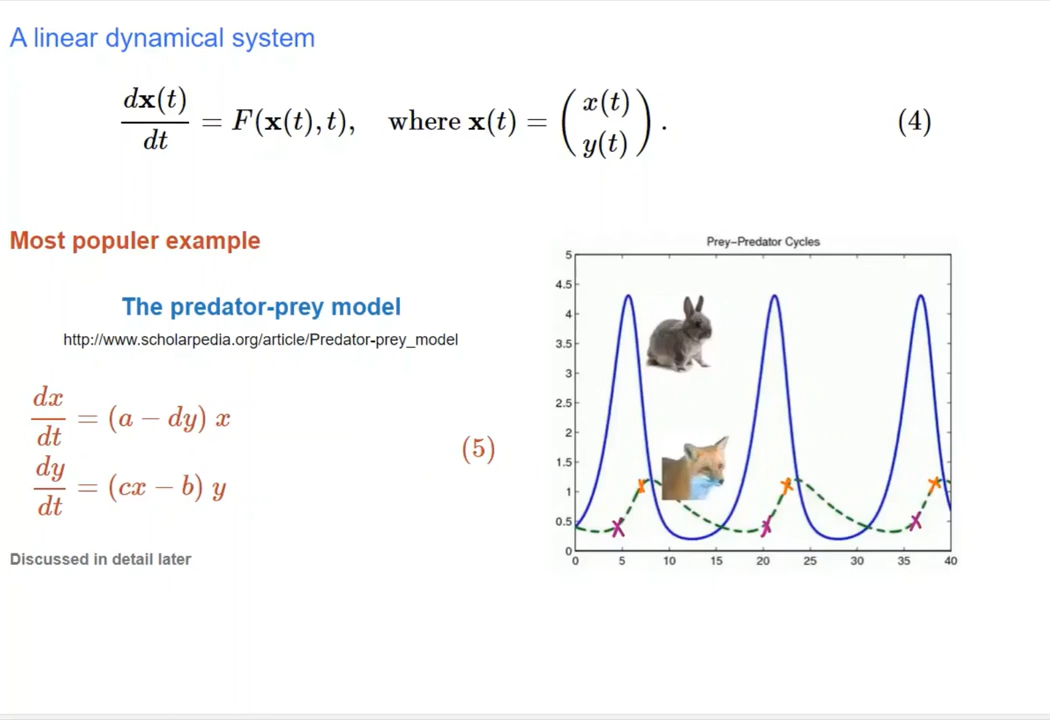 A linear dynamical system
d𝐱(t)/dt = F(𝐱(t), t), where 𝐱(t) = (x(t) y(t)). (4)
Most populer example
The predator-prey model
http://www.scholarpedia.org/article/Predator-prey_model
dx/dt = (a − dy) x
dy/dt = (cx − b) y
(5)
Discussed in detail later
Prey−Predator Cycles
5
4.5
4
3.5
3
2.5
2
1.5
1
0.5
0
0 5 10 15 20 25 30 35 40